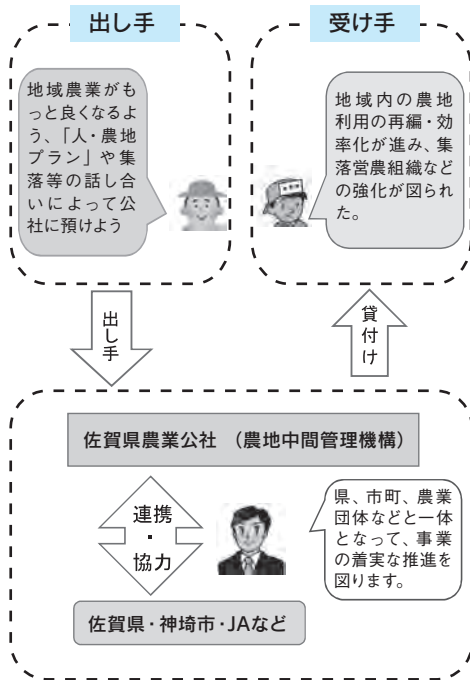 出し手
地域農業がも
っと良くなるよ
う、「人・農地
プラン」や集
落等の話し合
いによって公
社に預けよう
受け手
地域内の農地
利用の再編・効
率化が進み、集
落営農組織など
の強化が図られ
た。
出し手
貸付け
佐賀県農業公社　（農地中間管理機構）
連携
・
協力
県、市町、農業
団体などと一体
となって、事業
の着実な推進を
図ります。
佐賀県・神埼市・JAなど